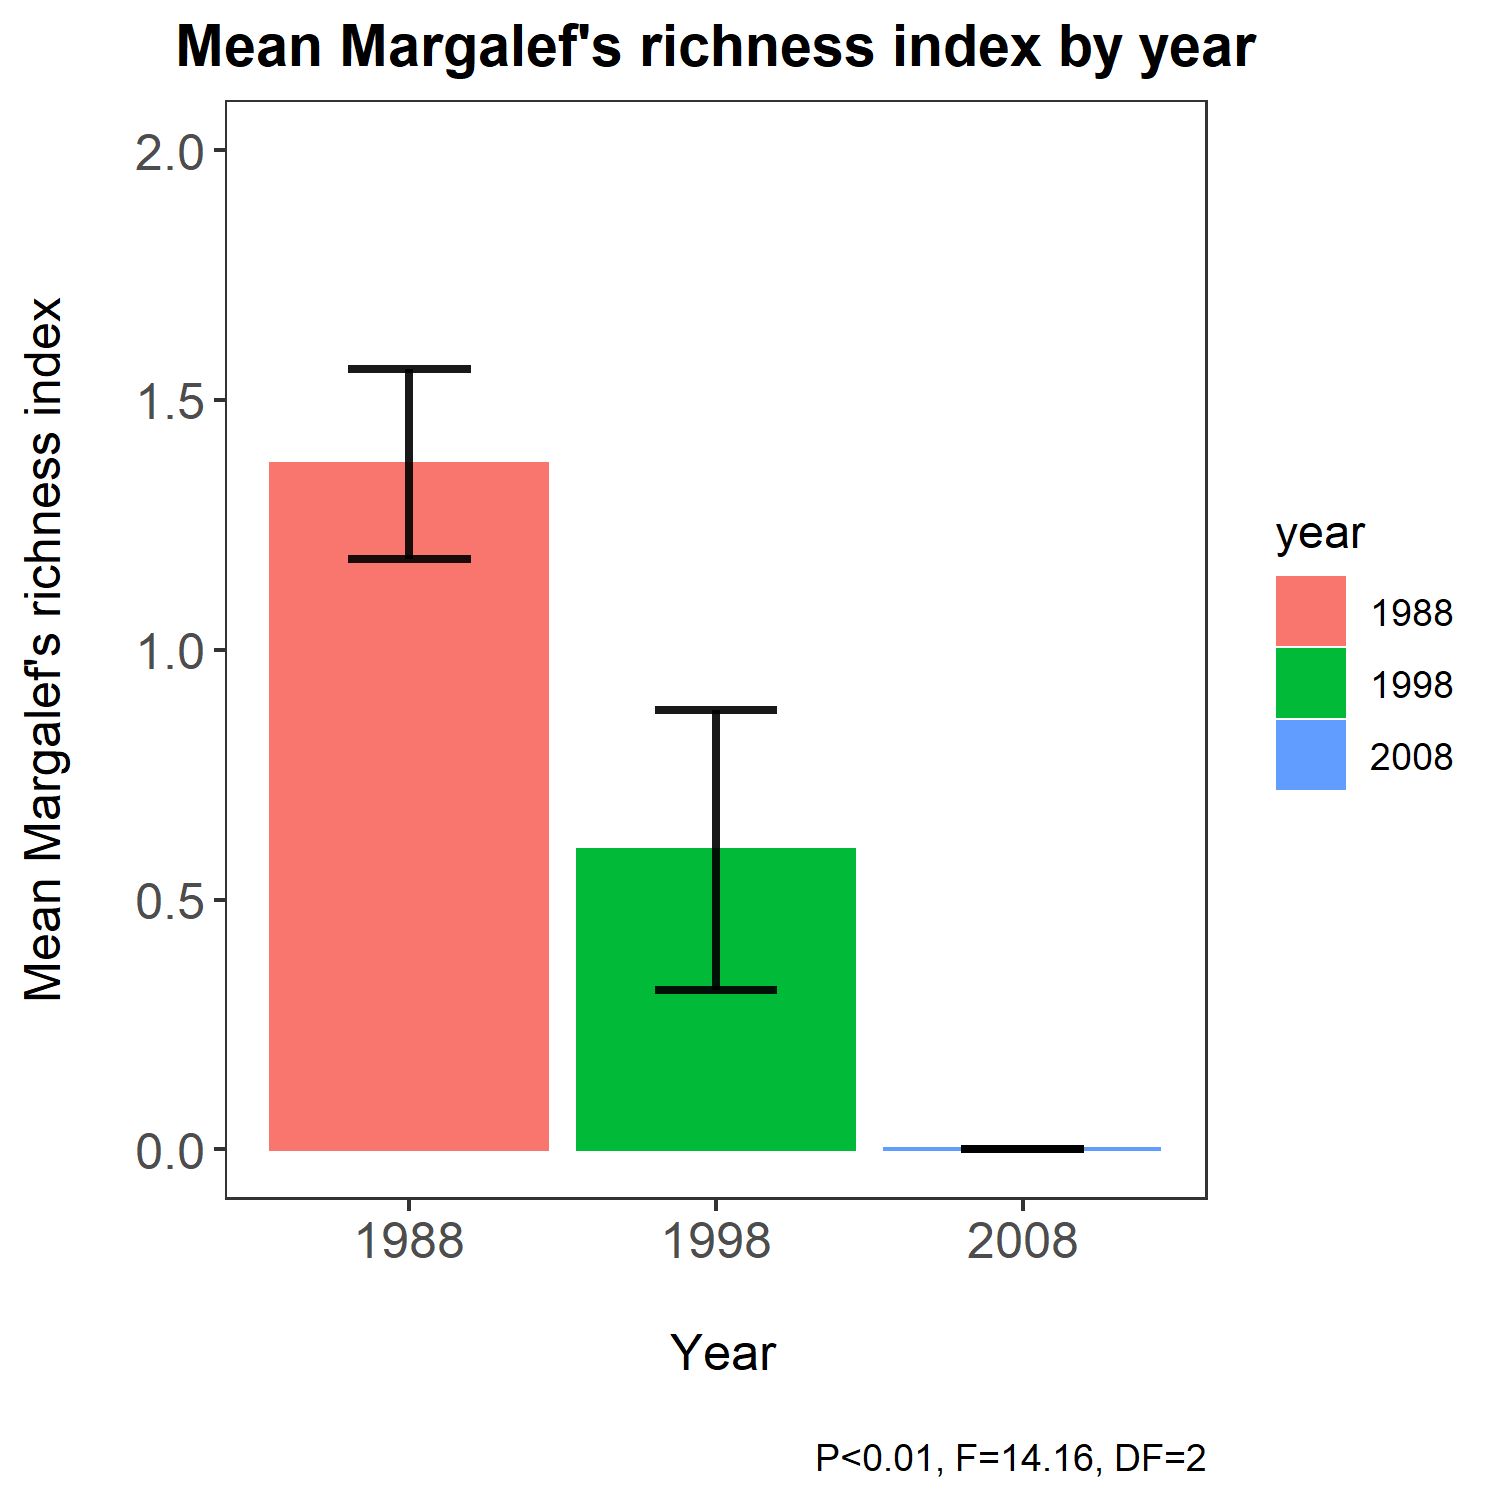 Mean Margalef's richness index by year
Mean Margalef's richness index
2.0
1.5
1.0
0.5
0.0
1988
1998
2008
Year
year
1988
1998
2008
P<0.01, F=14.16, DF=2